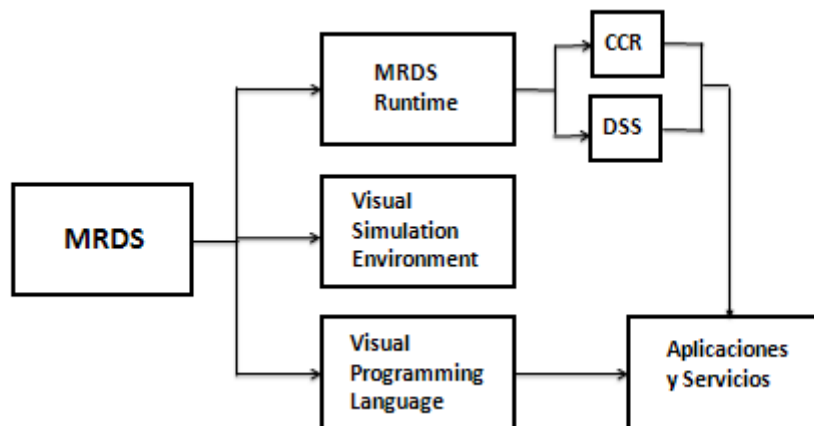 MRDS
MRDS
Runtime
CCR
DSS
Visual
Simulation
Environment
Visual
Programming
Language
Aplicaciones
y Servicios